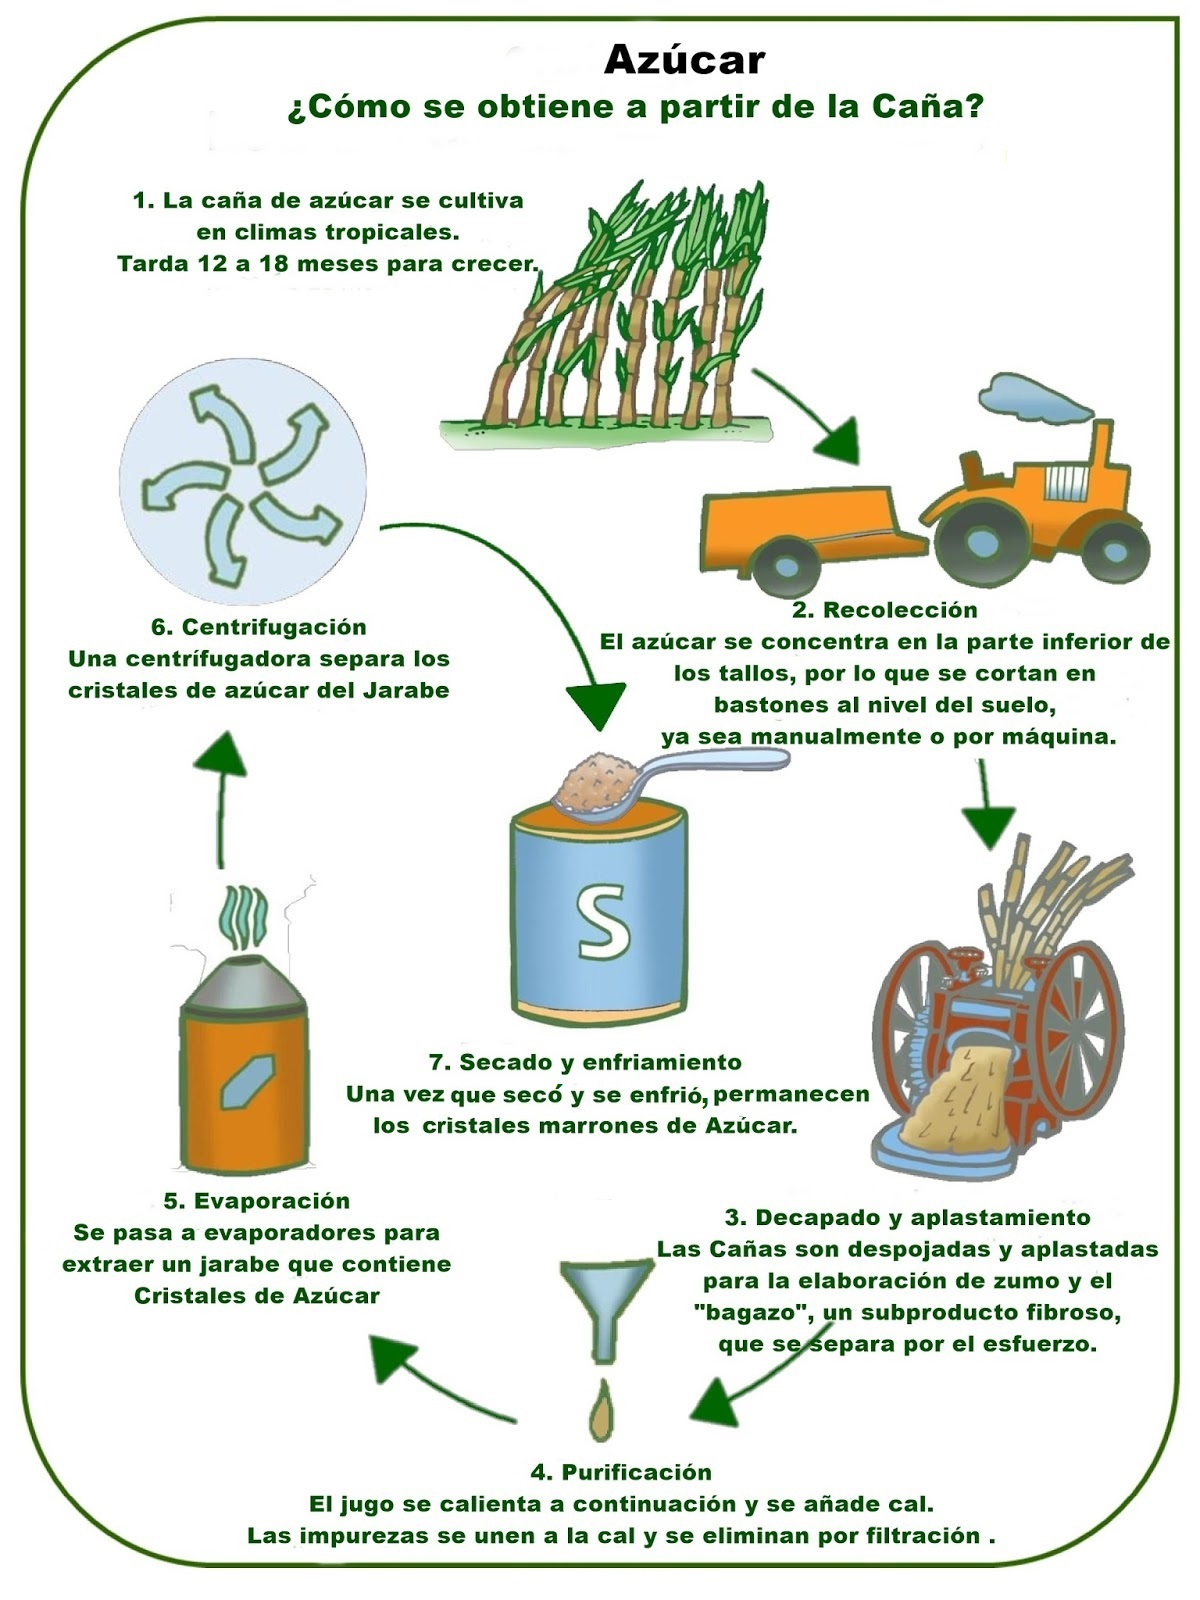 Azúcar
¿Cómo se obtiene a partir de la Caña?
1. La caña de azúcar se cultiva
en climas tropicales.
Tarda 12 a 18 meses para crecer.
2. Recolección
El azúcar se concentra en la parte inferior de
los tallos, por lo que se cortan en
bastones al nivel del suelo,
ya sea manualmente o por máquina.
3. Decapado y aplastamiento
Las Cañas son despojadas y aplastadas
para la elaboración de zumo y el
"bagazo", un subproducto fibroso,
que se separa por el esfuerzo.
4. Purificación
El jugo se calienta a continuación y se añade cal.
Las impurezas se unen a la cal y se eliminan por filtración .
5. Evaporación
Se pasa a evaporadores para
extraer un jarabe que contiene
Cristales de Azúcar
6. Centrifugación
Una centrífugadora separa los
cristales de azúcar del Jarabe
S
7. Secado y enfriamiento
Una vez que secó y se enfrió, permanecen
los cristales marrones de Azúcar.